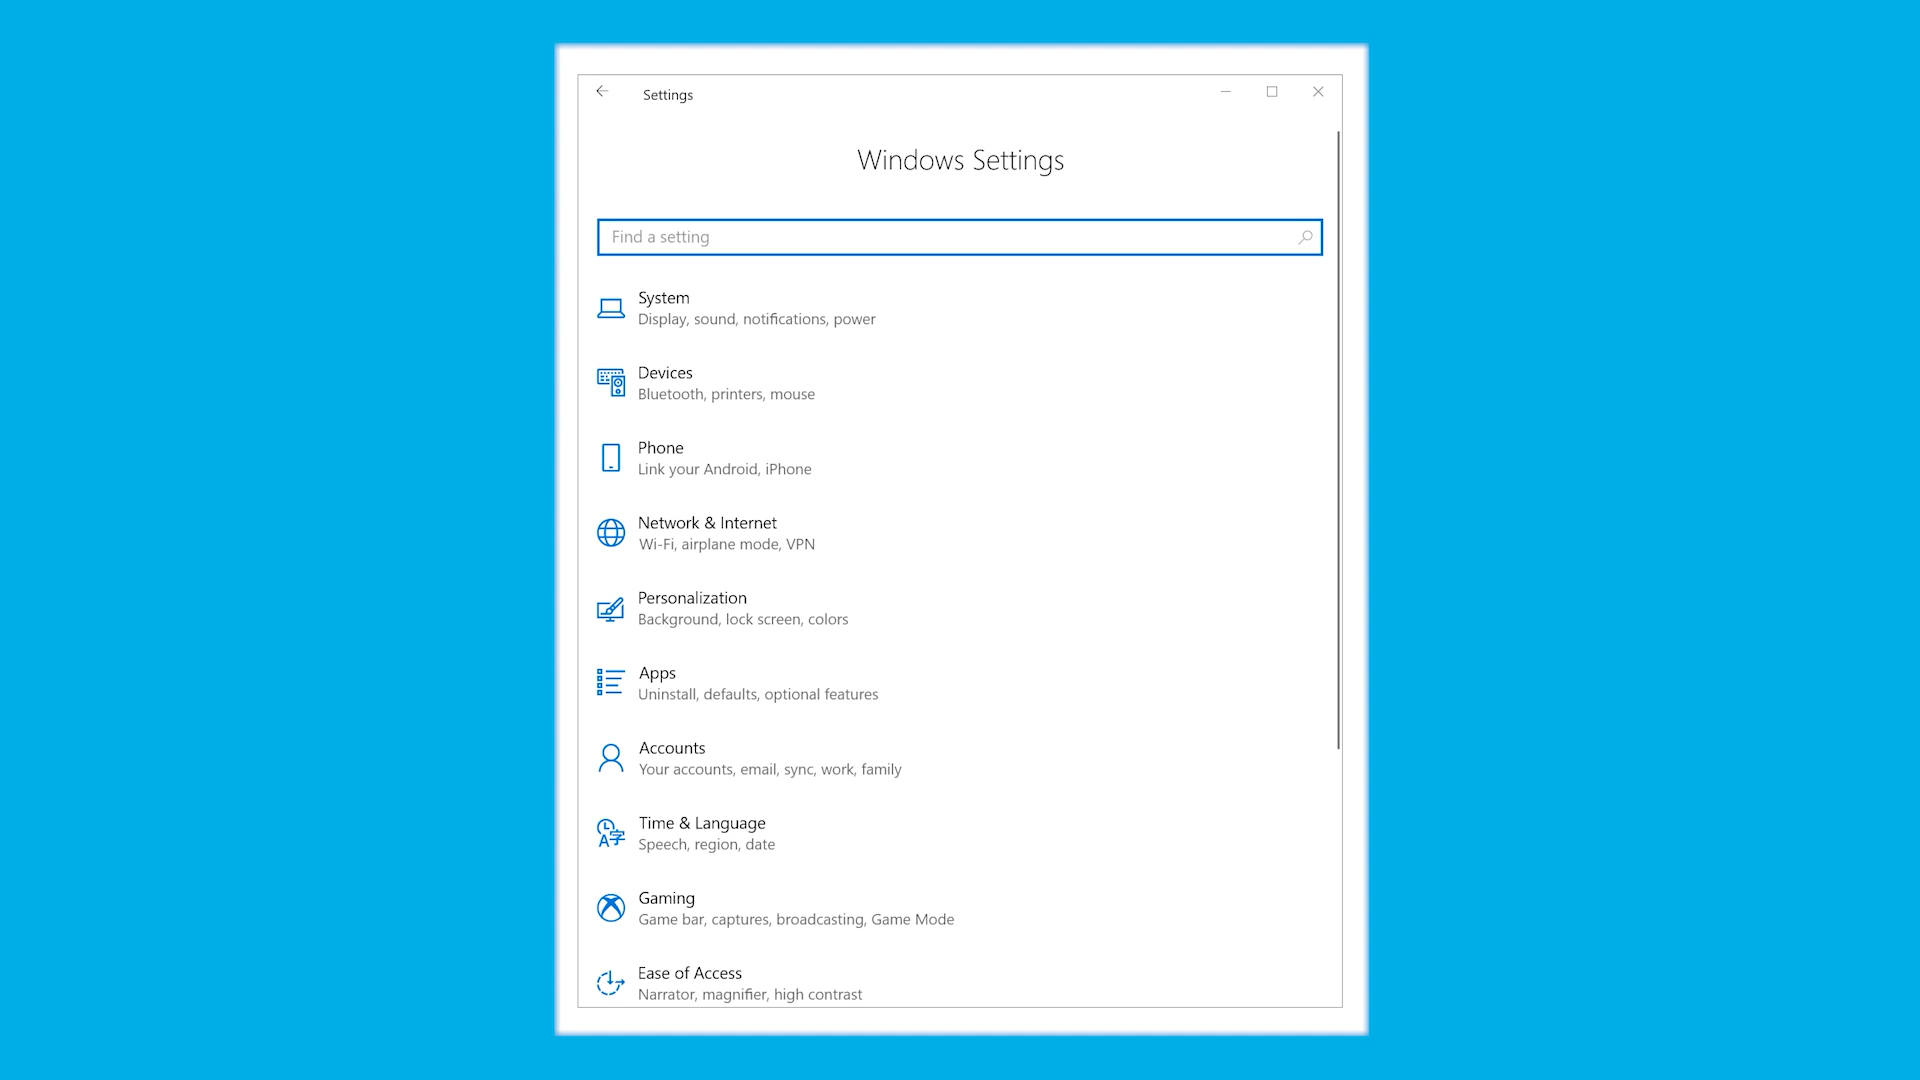 Settings
Windows Settings
Find a setting
System
Display, sound, notifications, power
Devices
Bluetooth, printers, mouse
Phone
Link your Android, iPhone
Network & Internet
Wi-Fi, airplane mode, VPN
Personalization
Background, lock screen, colors
Apps
Uninstall, defaults, optional features
Accounts
Your accounts, email, sync, work, family
Time & Language
Speech, region, date
Gaming
Game bar, captures, broadcasting, Game Mode
Ease of Access
Narrator, magnifier, high contrast